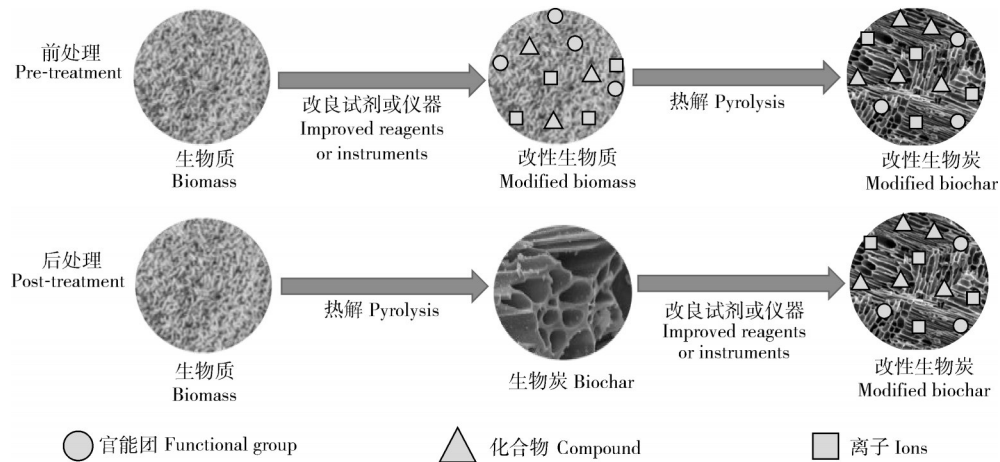 前处理
Pre-treatment
改良试剂或仪器
Improved reagents
or instruments
热解 Pyrolysis
生物质
Biomass
改性生物质
Modified biomass
改性生物炭
Modified biochar
后处理
Post-treatment
热解 Pyrolysis
改良试剂或仪器
Improved reagents
or instruments
生物质
Biomass
生物炭 Biochar
改性生物炭
Modified biochar
官能团 Functional group
化合物 Compound
离子 Ions